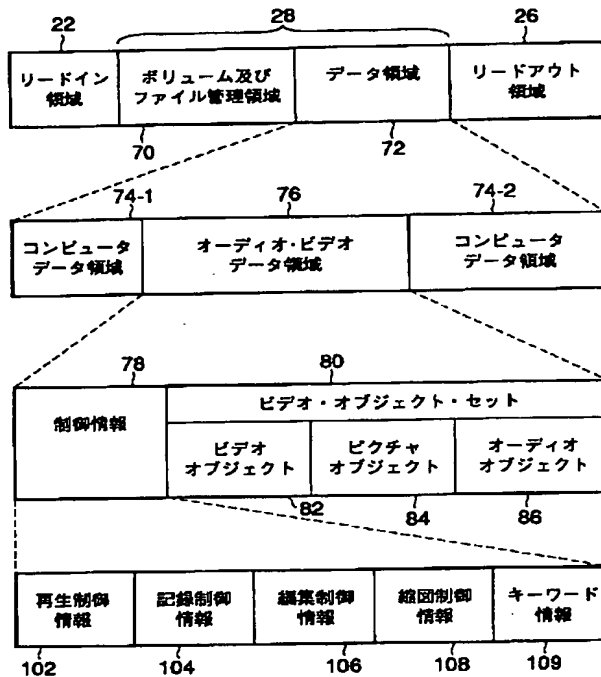 22
28
26
リードイン
領域
ボリューム及び
ファイル管理領域
データ領域
リードアウト
領域
70
72
74-1
76
74-2
コンピュータ
データ領域
オーディオ・ビデオ
データ領域
コンピュータ
データ領域
78
80
制御情報
ビデオ・オブジェクト・セット
ビデオ
オブジェクト
ピクチャ
オブジェクト
オーディオ
オブジェクト
82
84
86
再生制御
情報
記録制御
情報
編集制御
情報
縮図制御
情報
キーワード
情報
102
104
106
108
109